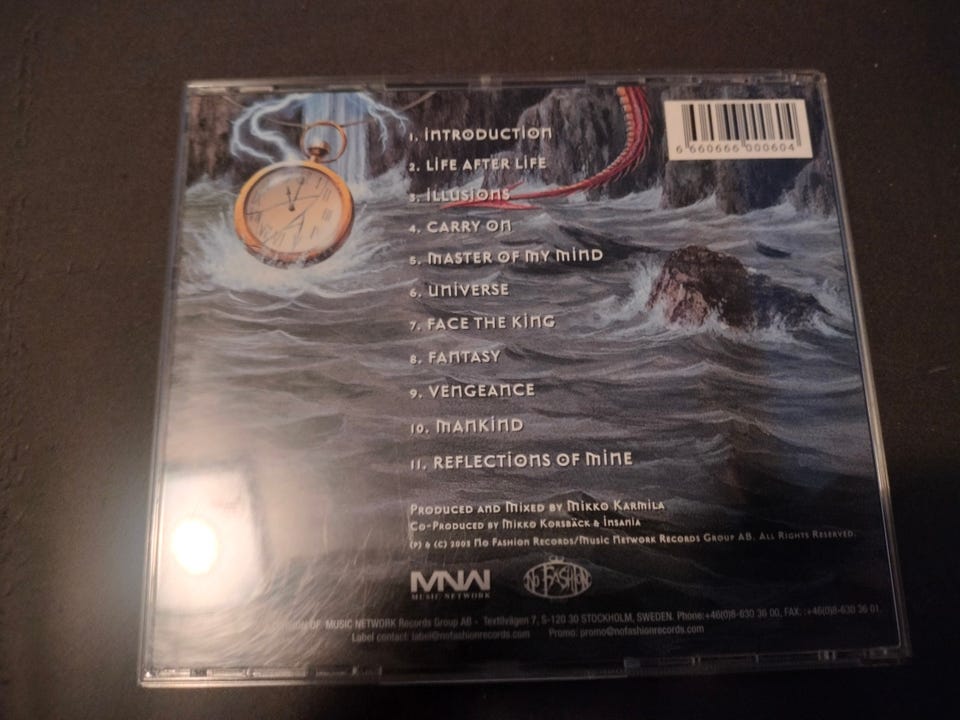 1. Introduction
2. Life After Life
3. Illusions
4. Carry On
5. Master of My Mind
6. Universe
7. Face the King
8. Fantasy
9. Vengeance
10. Mankind
11. Reflections of Mine
6 660666 000604
Produced and Mixed by Mikko Karmila
Co-Produced by Mikko Korsbäck & Insania
(P) & (C) 2003 No Fashion Records/Music Network Records Group AB. All Rights Reserved.
MNW
MUSIC NETWORK
No Fashion
OF MUSIC NETWORK Records Group AB - Textilvägen 7, S-120 30 STOCKHOLM, SWEDEN. Phone:+46(0)8-630 36 00, FAX: :+46(0)8-630 36 01.
Label contact: label@nofashionrecords.com Promo: promo@nofashionrecords.com